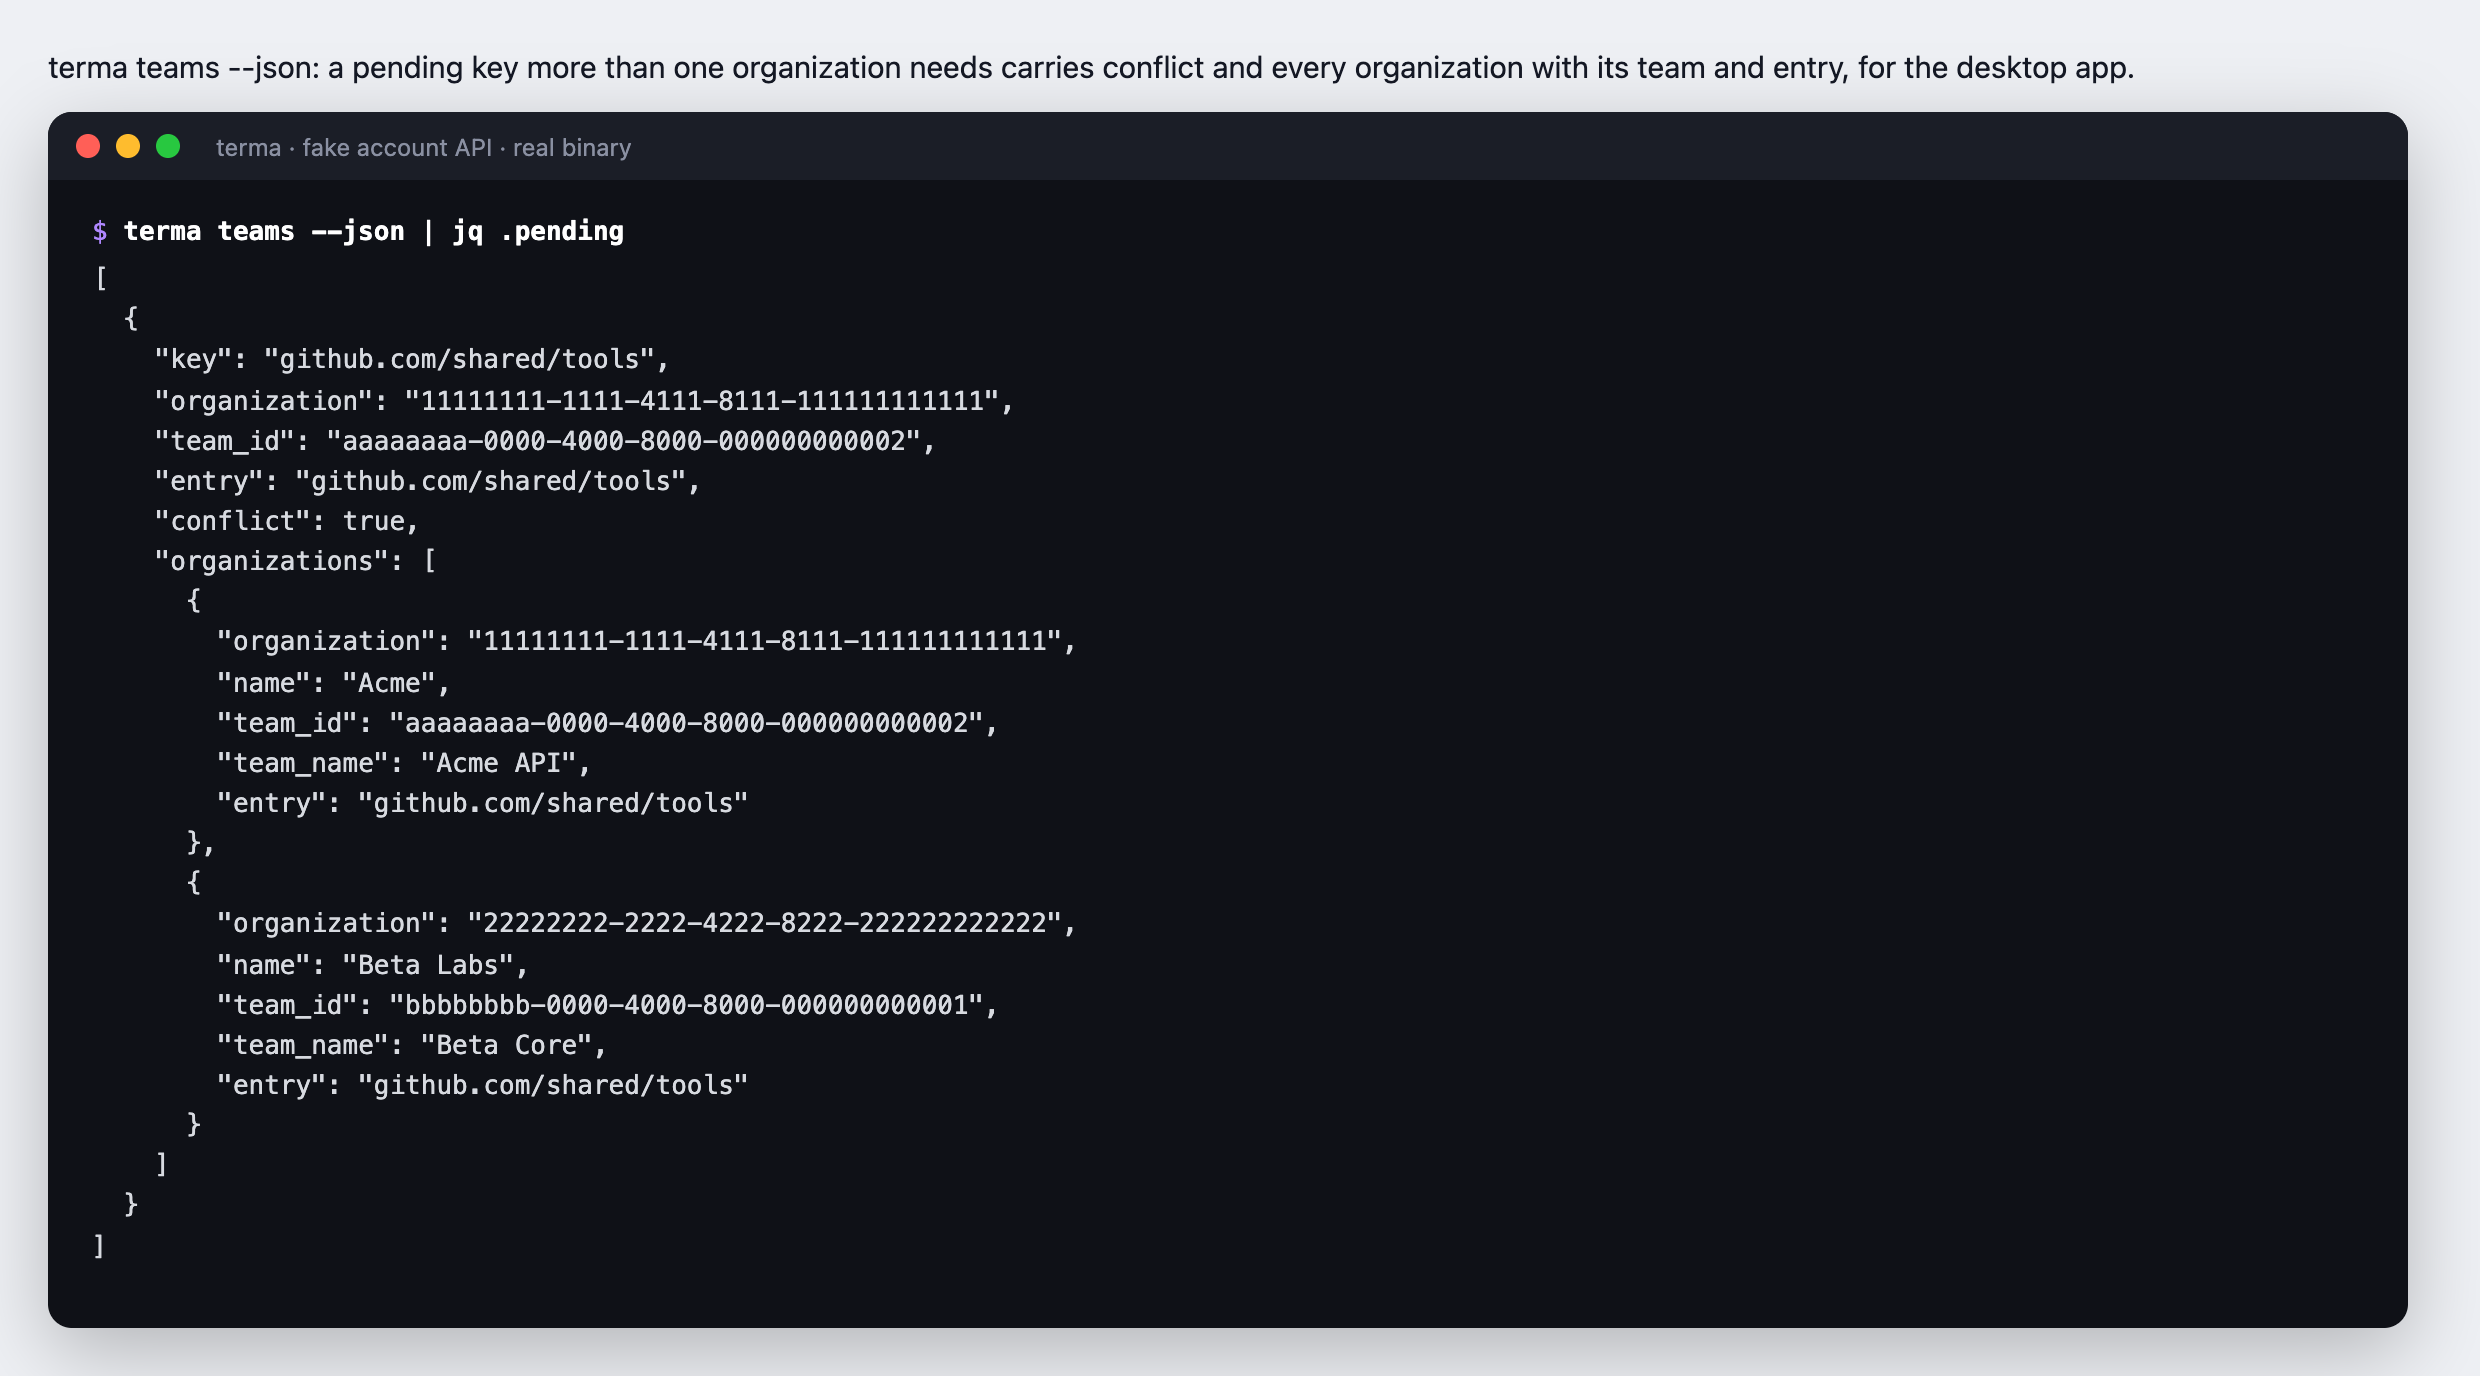 terma teams --json: a pending key more than one organization needs carries conflict and every organization with its team and entry, for the desktop app.
terma · fake account API · real binary
$ terma teams --json | jq .pending
[
  {
    "key": "github.com/shared/tools",
    "organization": "11111111-1111-4111-8111-111111111111",
    "team_id": "aaaaaaaa-0000-4000-8000-000000000002",
    "entry": "github.com/shared/tools",
    "conflict": true,
    "organizations": [
      {
        "organization": "11111111-1111-4111-8111-111111111111",
        "name": "Acme",
        "team_id": "aaaaaaaa-0000-4000-8000-000000000002",
        "team_name": "Acme API",
        "entry": "github.com/shared/tools"
      },
      {
        "organization": "22222222-2222-4222-8222-222222222222",
        "name": "Beta Labs",
        "team_id": "bbbbbbbb-0000-4000-8000-000000000001",
        "team_name": "Beta Core",
        "entry": "github.com/shared/tools"
      }
    ]
  }
]